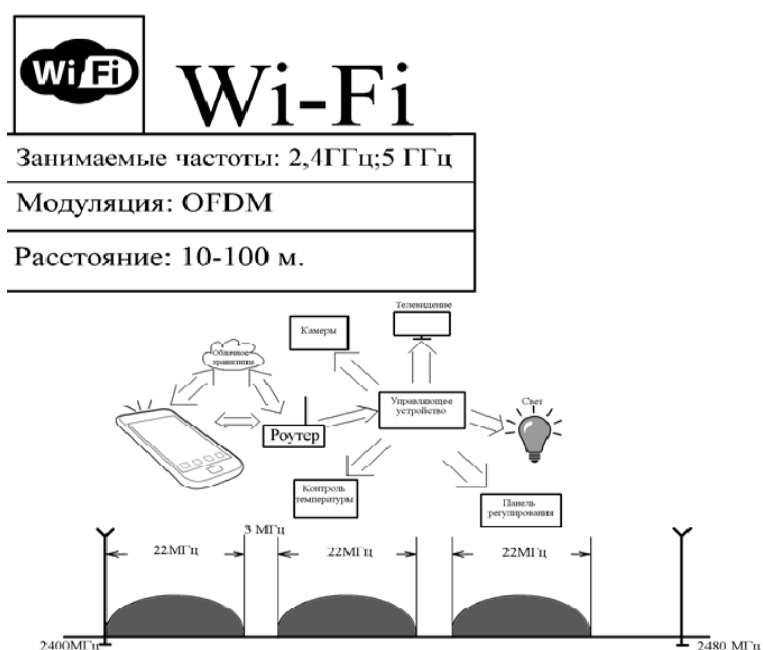 Wi Fi
Wi-Fi
Занимаемые частоты: 2,4ГГц;5 ГГц
Модуляция: OFDM
Расстояние: 10-100 м.
Телевидение
Камеры
Облачное
хранилище
Управляющее
устройство
Свет
Роутер
Контроль
температуры
Панель
регулирования
3 МГц
22МГц
22МГц
22МГц
2400МГц
2480 МГц